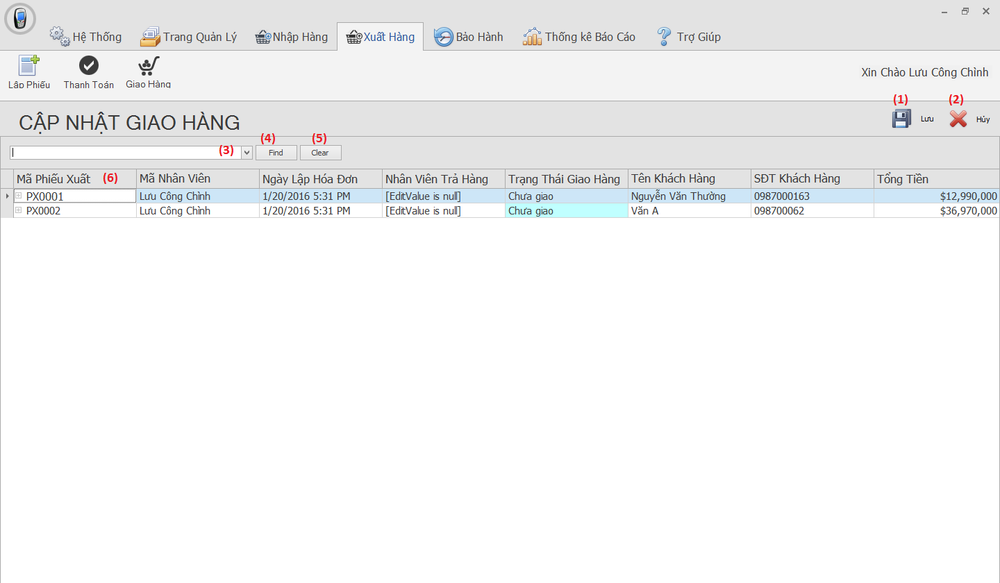 Hệ Thống Trang Quản Lý Nhập Hàng Xuất Hàng Bảo Hành Thống kê Báo Cáo Trợ Giúp
Lập Phiếu Thanh Toán Giao Hàng
Xin Chào Lưu Công Chình
(1) (2)
CẬP NHẬT GIAO HÀNG
Lưu Hủy
(3) (4) (5)
Find Clear
Mã Phiếu Xuất (6) Mã Nhân Viên Ngày Lập Hóa Đơn Nhân Viên Trả Hàng Trạng Thái Giao Hàng Tên Khách Hàng SĐT Khách Hàng Tổng Tiền
PX0001 Lưu Công Chình 1/20/2016 5:31 PM [EditValue is null] Chưa giao Nguyễn Văn Thường 0987000163 $12,990,000
PX0002 Lưu Công Chình 1/20/2016 5:31 PM [EditValue is null] Chưa giao Văn A 098700062 $36,970,000